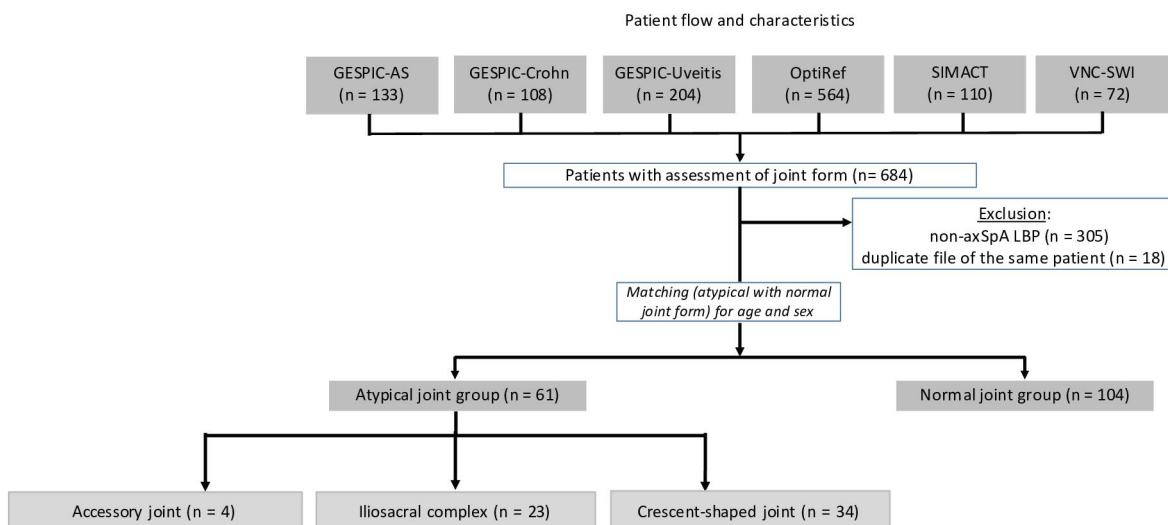 Patient flow and characteristics
GESPIC-AS
(n = 133)
GESPIC-Crohn
(n = 108)
GESPIC-Uveitis
(n = 204)
OptiRef
(n = 564)
SIMACT
(n = 110)
VNC-SWI
(n = 72)
Patients with assessment of joint form (n= 684)
Exclusion:
non-axSpA LBP (n = 305)
duplicate file of the same patient (n = 18)
Matching (atypical with normal
joint form) for age and sex
Atypical joint group (n = 61)
Normal joint group (n = 104)
Accessory joint (n = 4)
Iliosacral complex (n = 23)
Crescent-shaped joint (n = 34)